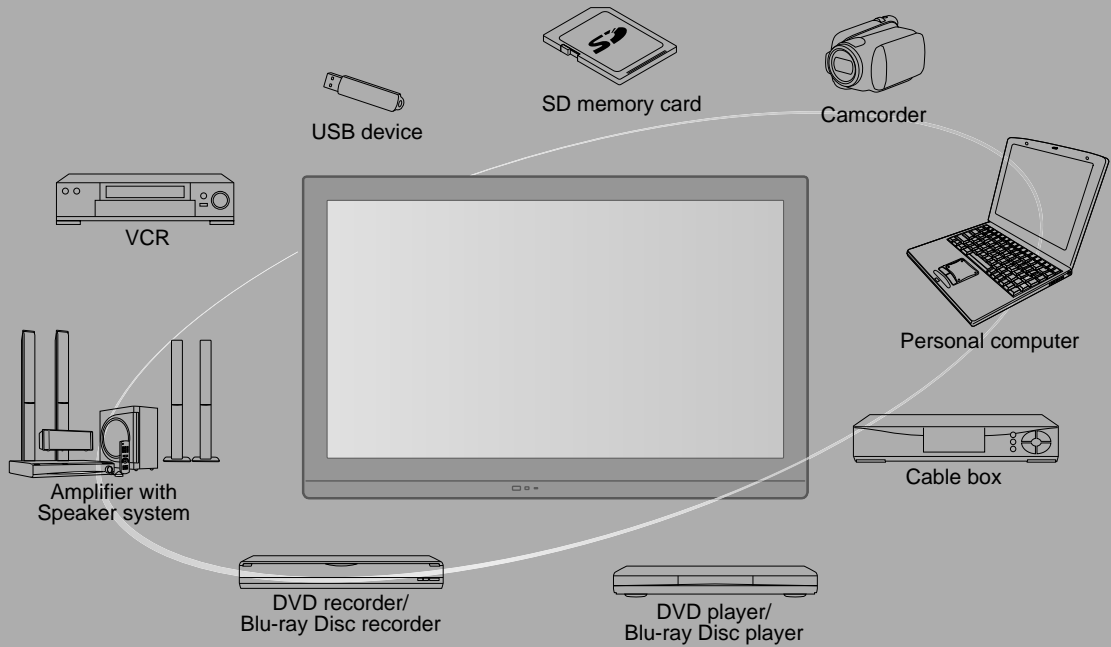 SD memory card
Camcorder
USB device
VCR
Personal computer
Amplifier with
Speaker system
Cable box
DVD recorder/
Blu-ray Disc recorder
DVD player/
Blu-ray Disc player